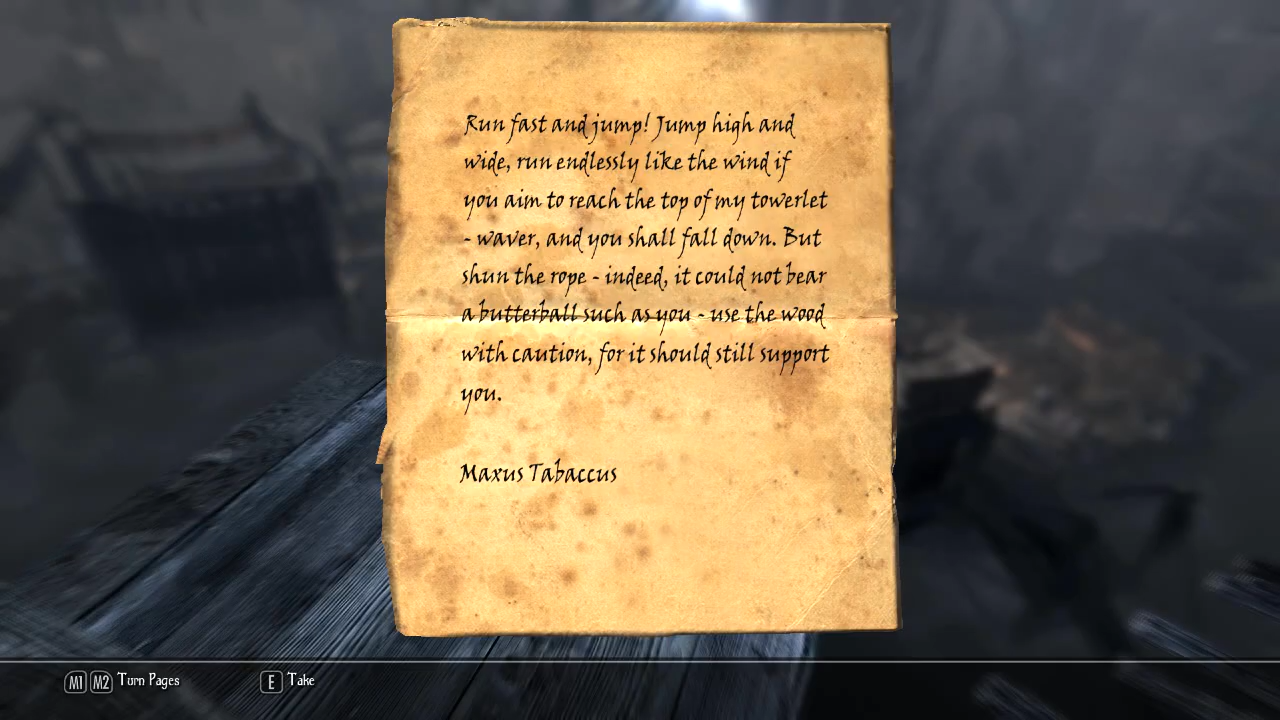 Run fast and jump! Jump high and
wide, run endlessly like the wind if
you aim to reach the top of my towerlet
- waver, and you shall fall down. But
shun the rope - indeed, it could not bear
a butterball such as you - use the wood
with caution, for it should still support
you.
Maxus Tabaccus
M1 M2 Turn Pages
E Take